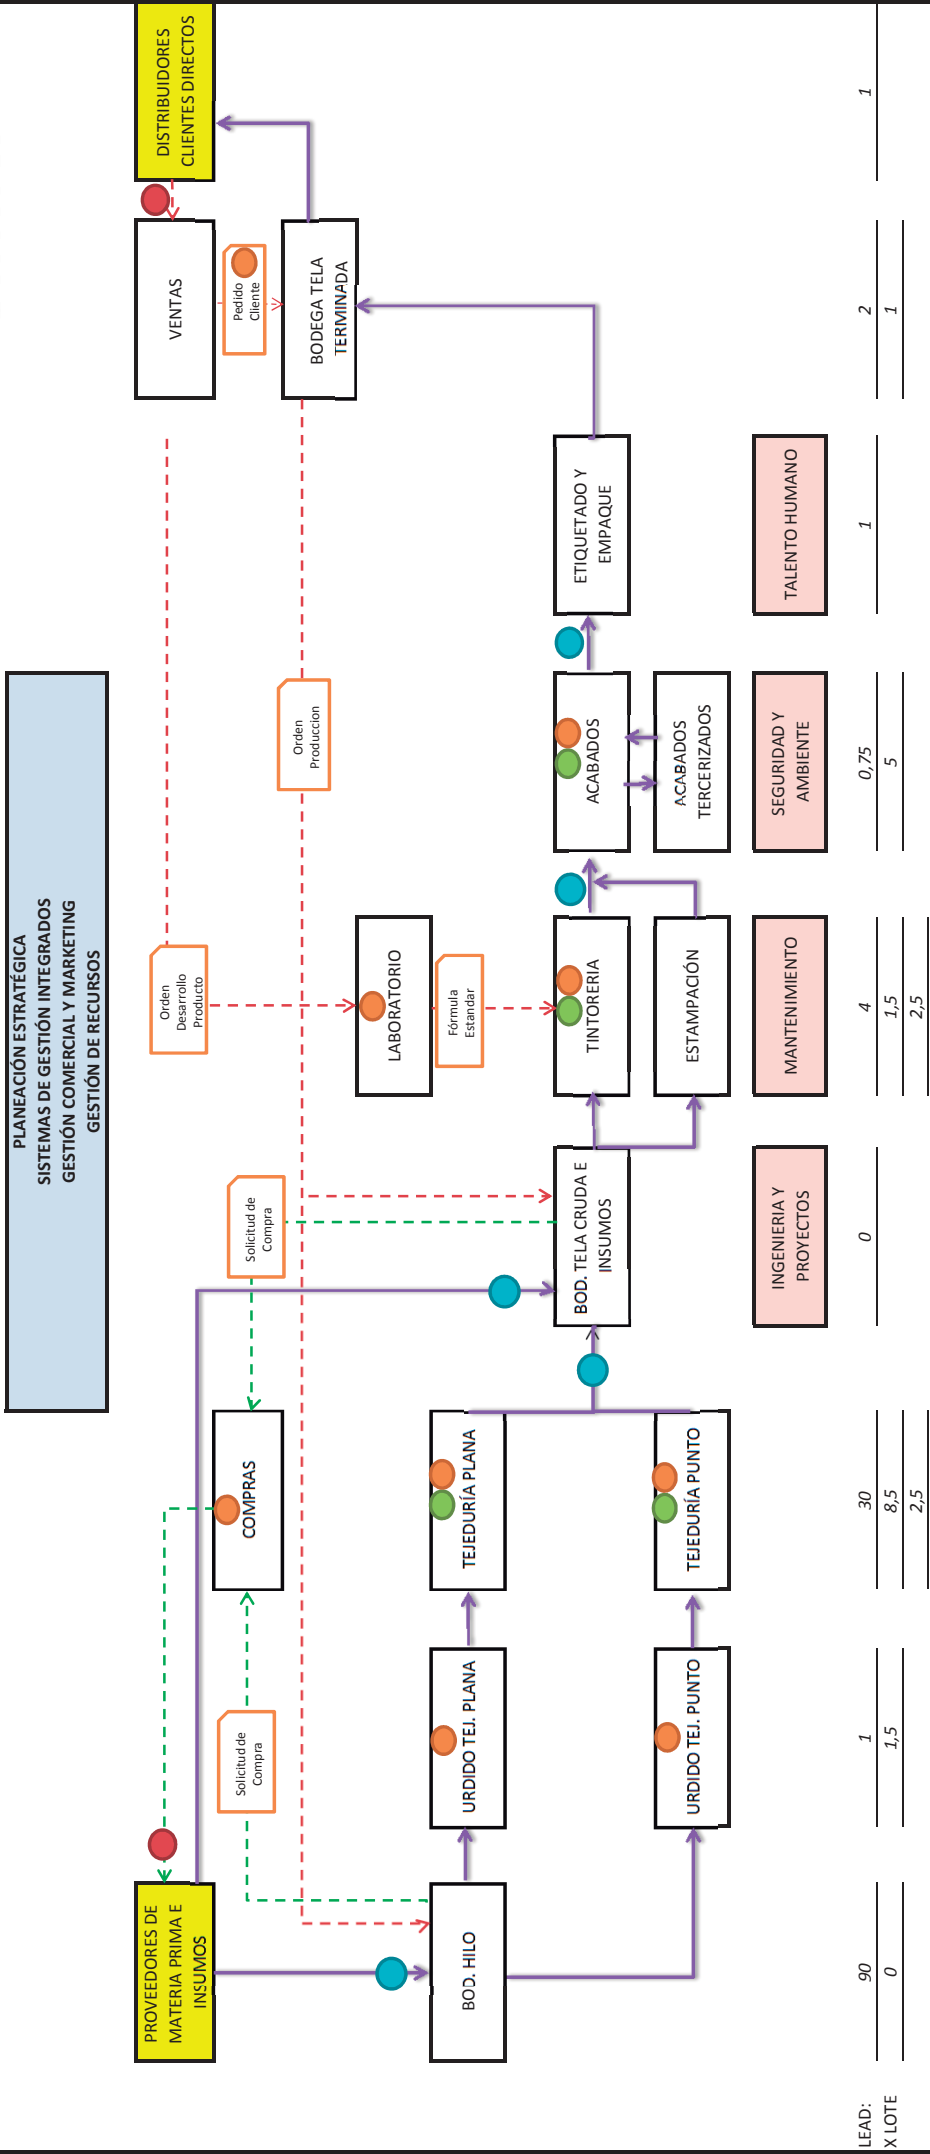 PLANEACIÓN ESTRATÉGICA
SISTEMAS DE GESTIÓN INTEGRADOS
GESTIÓN COMERCIAL Y MARKETING
GESTIÓN DE RECURSOS
PROVEEDORES DE
MATERIA PRIMA E
INSUMOS
DISTRIBUIDORES
CLIENTES DIRECTOS
VENTAS
Pedido
Cliente
BODEGA TELA
TERMINADA
Orden
Desarrollo
Producto
Orden
Produccion
Solicitud de
Compra
Solicitud de
Compra
COMPRAS
LABORATORIO
Fórmula
Estandar
BOD. HILO
URDIDO TEJ. PLANA
TEJEDURÍA PLANA
URDIDO TEJ. PUNTO
TEJEDURÍA PUNTO
BOD. TELA CRUDA E
INSUMOS
TINTORERIA
ESTAMPACIÓN
ACABADOS
ACABADOS
TERCERIZADOS
ETIQUETADO Y
EMPAQUE
INGENIERIA Y
PROYECTOS
MANTENIMIENTO
SEGURIDAD Y
AMBIENTE
TALENTO HUMANO
LEAD: 90 1 30 0 4 0,75 1 2 1
X LOTE 0 1,5 8,5 1,5 5 1
2,5 2,5